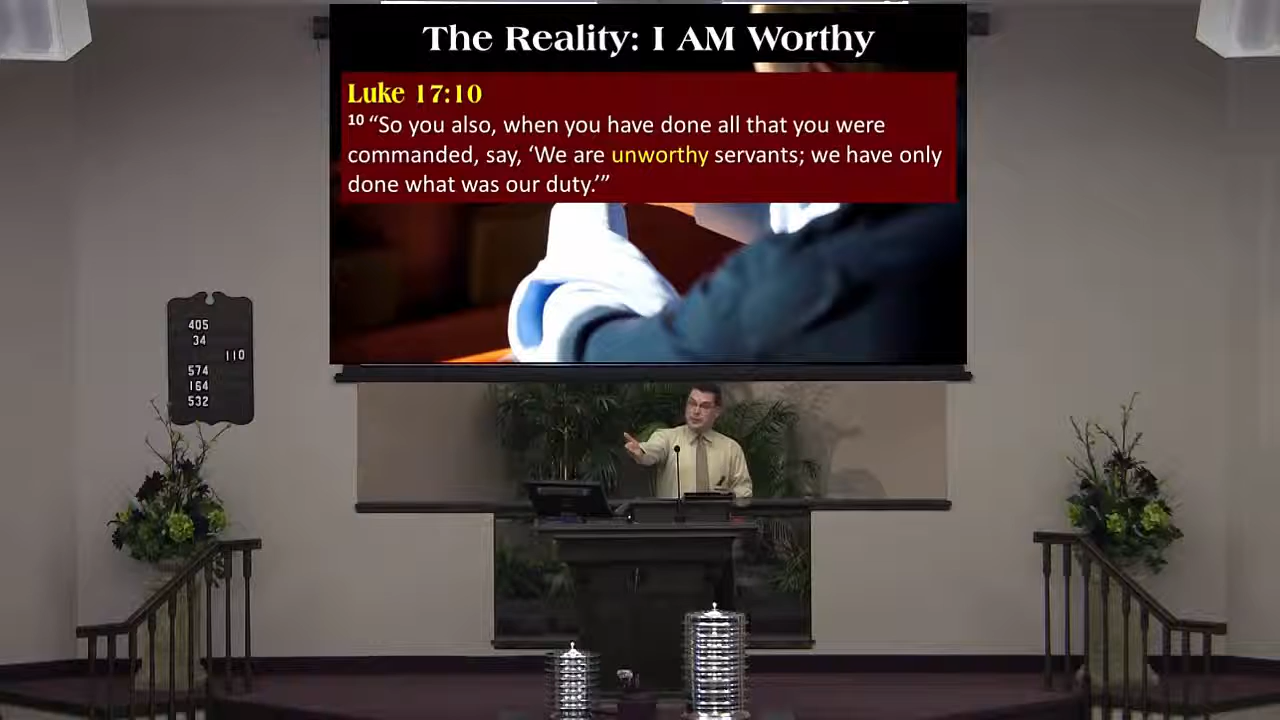 The Reality: I AM Worthy
Luke 17:10
10 “So you also, when you have done all that you were
commanded, say, ‘We are unworthy servants; we have only
done what was our duty.’”
405
34
110
574
164
532